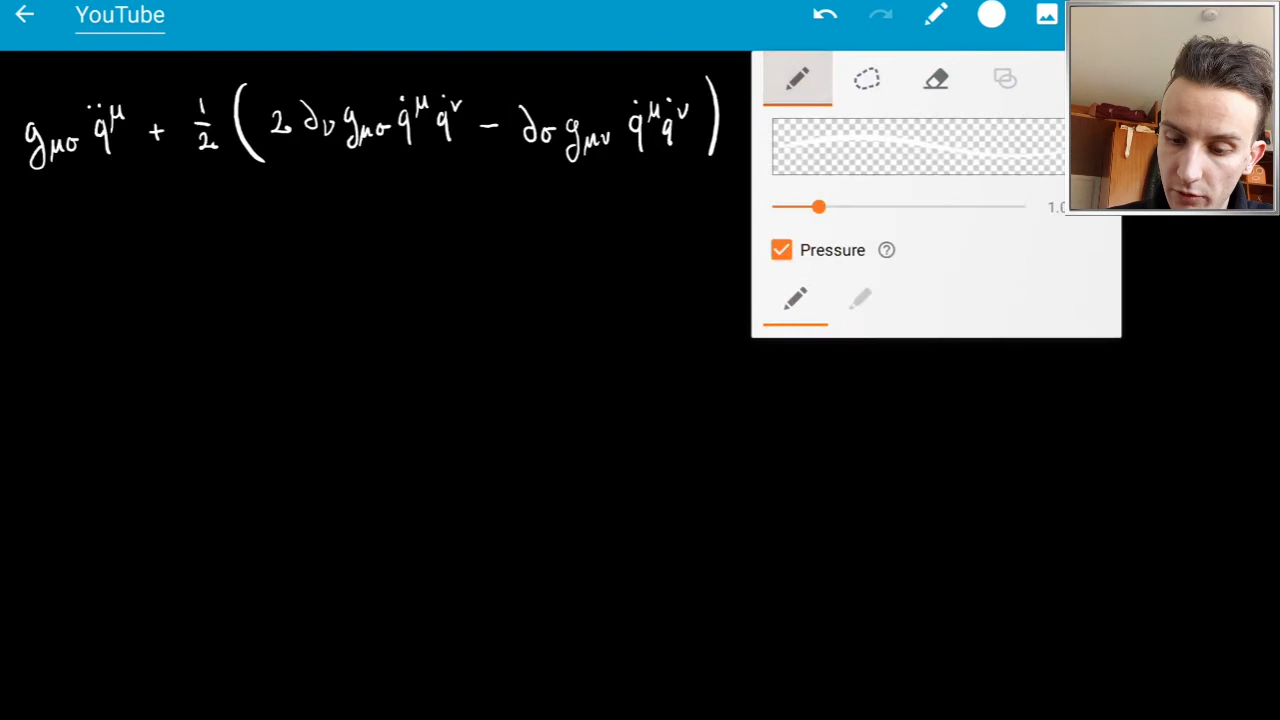 YouTube
g_{μσ} q̈^μ + 1/2 ( 2 ∂_ν g_{μσ} q̇^μ q̇^ν − ∂_σ g_{μν} q̇^μ q̇^ν )
1.0
Pressure ?